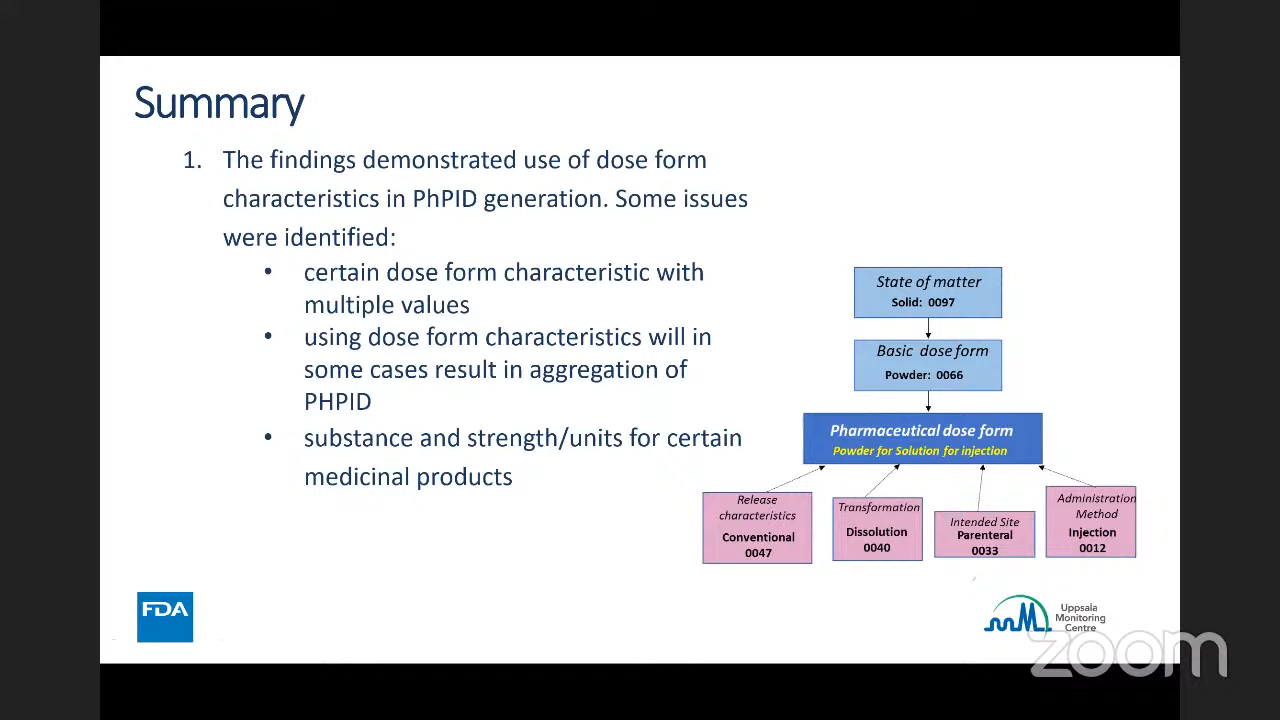 Summary
1. The findings demonstrated use of dose form
characteristics in PhPID generation. Some issues
were identified:
• certain dose form characteristic with
multiple values
• using dose form characteristics will in
some cases result in aggregation of
PHPID
• substance and strength/units for certain
medicinal products
State of matter
Solid: 0097
Basic dose form
Powder: 0066
Pharmaceutical dose form
Powder for Solution for injection
Release
characteristics
Conventional
0047
Transformation
Dissolution
0040
Intended Site
Parenteral
0033
Administration
Method
Injection
0012
FDA
Uppsala
Monitoring
Centre
zoom